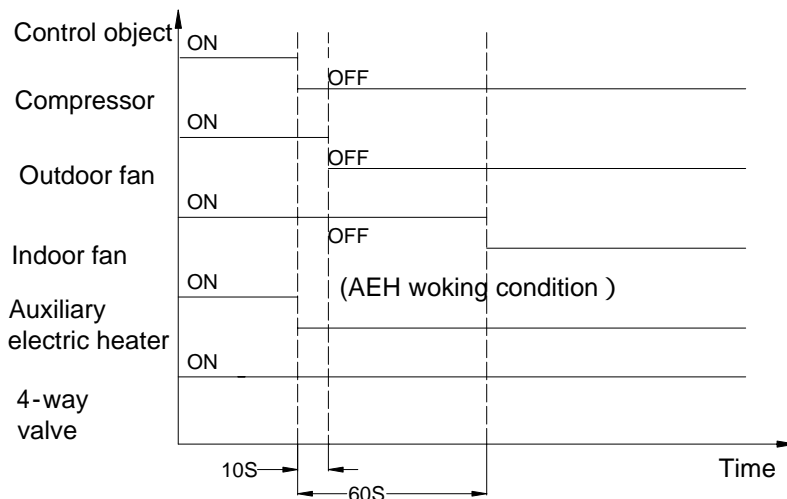 Control object
ON
OFF
Compressor
ON
OFF
Outdoor fan
ON
OFF
Indoor fan
ON
(AEH woking condition )
Auxiliary
electric heater
ON
4-way
valve
10S
Time
60S